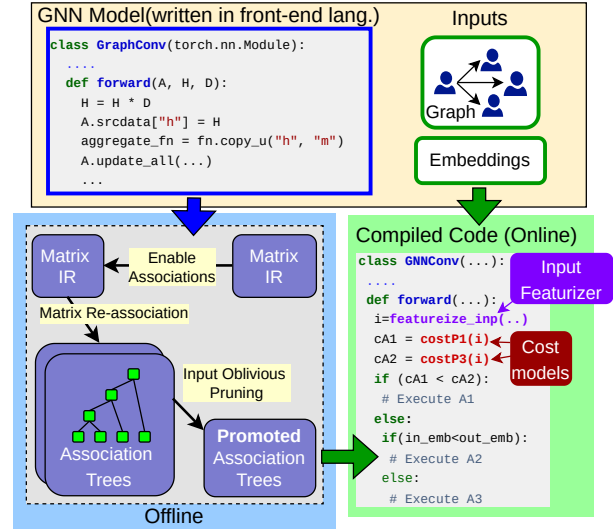 GNN Model(written in front-end lang.)
class GraphConv(torch.nn.Module):
....
def forward(A, H, D):
H = H * D
A.srcdata["h"] = H
aggregate_fn = fn.copy_u("h", "m")
A.update_all(...)
...
Inputs
Graph
Embeddings
Matrix
IR
Enable
Associations
Matrix
IR
Matrix Re-association
Association
Trees
Input Oblivious
Pruning
Promoted
Association
Trees
Offline
Compiled Code (Online)
class GNNConv(...):
....
def forward(...):
i=featureize_inp(..)
cA1 = costP1(i)
cA2 = costP3(i)
if (cA1 < cA2):
# Execute A1
else:
if(in_emb<out_emb):
# Execute A2
else:
# Execute A3
Input
Featurizer
Cost
models